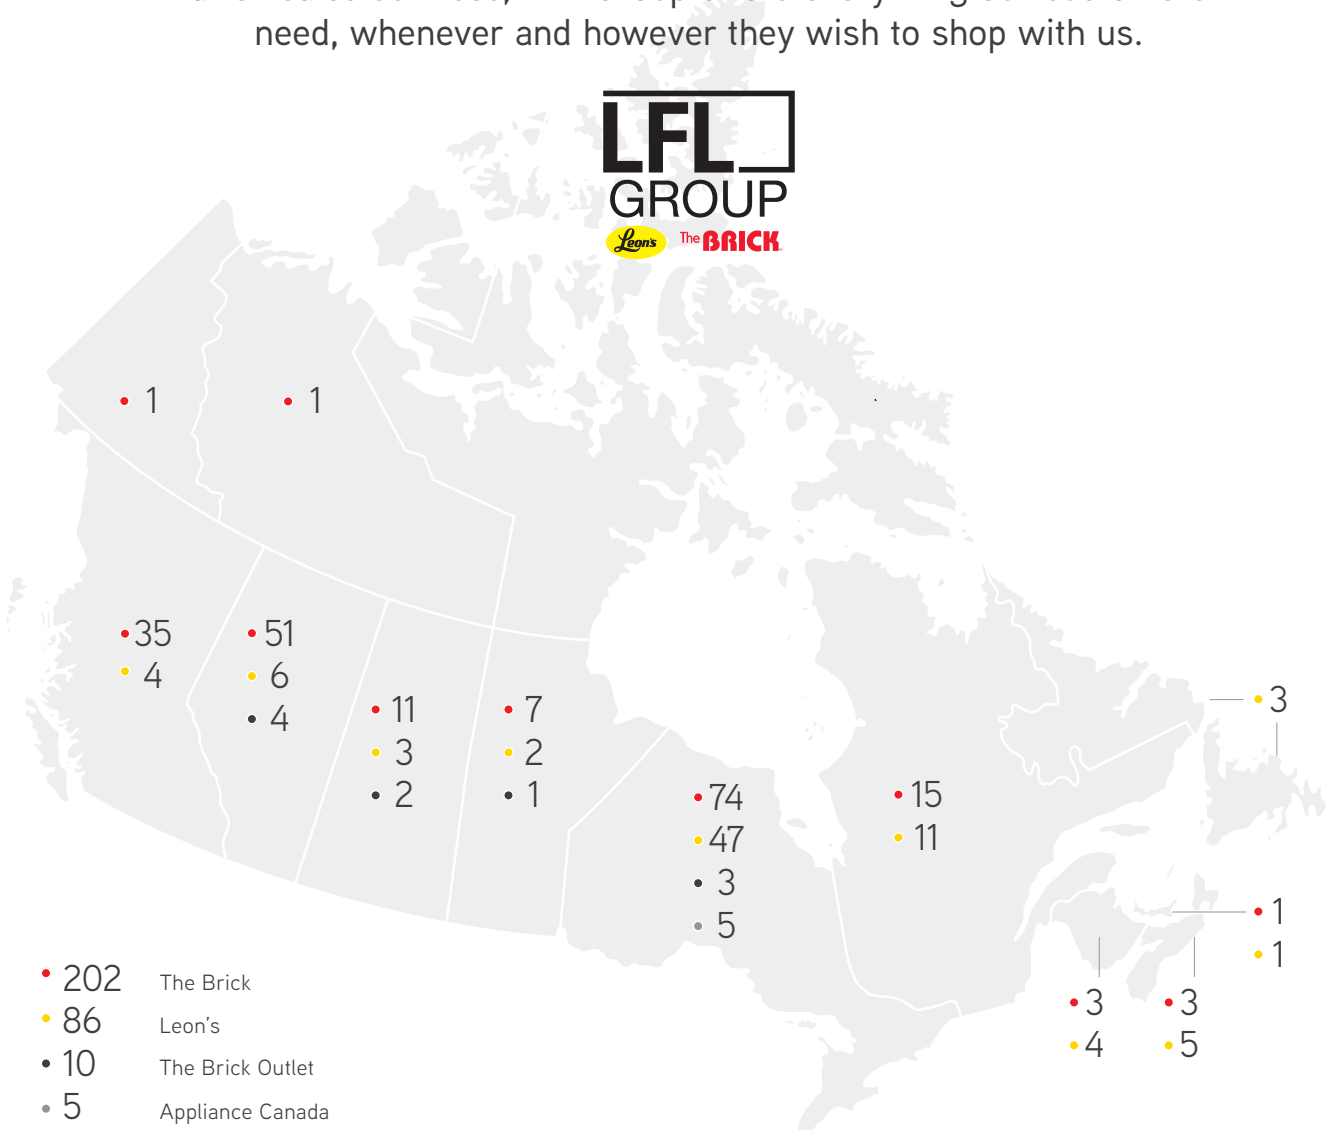 need, whenever and however they wish to shop with us.
LFL
GROUP
Leon's The BRICK
1 1
35 51
4 6
4
11 7
3 2
2 1
3
74 15
47 11
3
5
1
1
3 3
4 5
202 The Brick
86 Leon's
10 The Brick Outlet
5 Appliance Canada